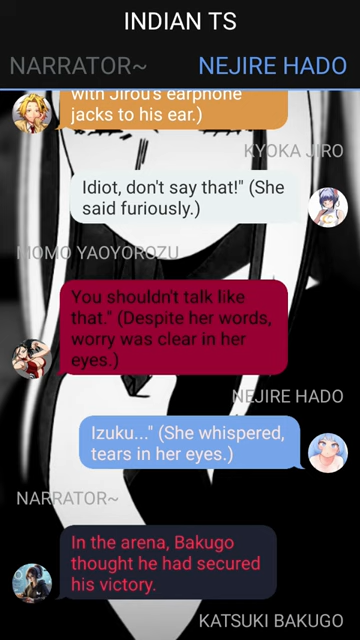 INDIAN TS
NARRATOR~ NEJIRE HADO
with Jirou's earphone
jacks to his ear.)
KYOKA JIRO
Idiot, don't say that!" (She
said furiously.)
MOMO YAOYOROZU
You shouldn't talk like
that." (Despite her words,
worry was clear in her
eyes.)
NEJIRE HADO
Izuku..." (She whispered,
tears in her eyes.)
NARRATOR~
In the arena, Bakugo
thought he had secured
his victory.
KATSUKI BAKUGO